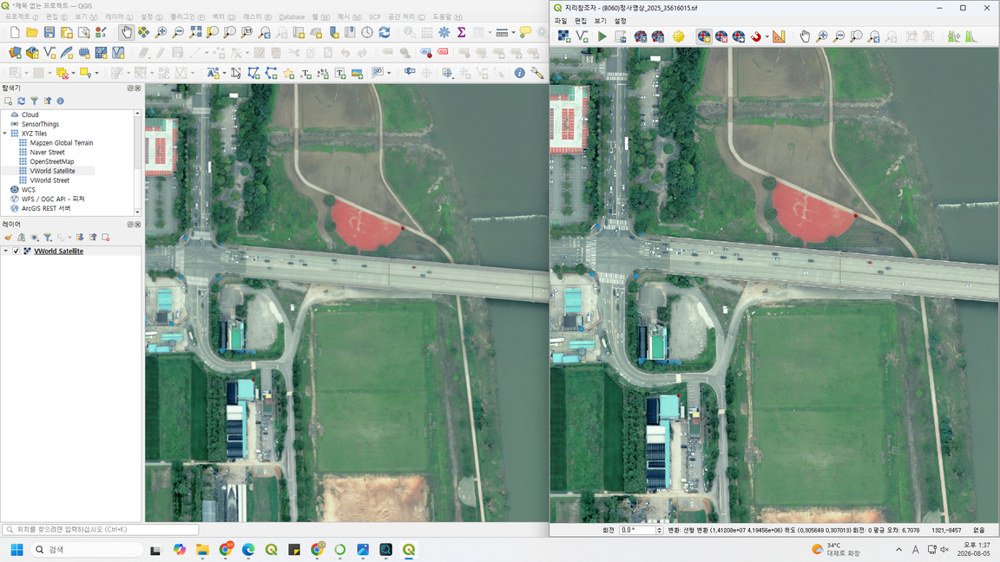 *제목 없는 프로젝트 — QGIS
프로젝트(J) 편집(E) 보기(V) 레이어(L) 설정(S) 플러그인(P) 벡터(O) 래스터(R) Database 웹(W) 메시(M) SCP 공간 처리(C) 도움말(H)
탐색기
Cloud
SensorThings
XYZ Tiles
Mapzen Global Terrain
Naver Street
OpenStreetMap
VWorld Satellite
VWorld Street
WCS
WFS / OGC API - 피처
ArcGIS REST 서버
레이어
VWorld Satellite
위치를 찾으려면 입력하십시오 (Ctrl+K)
지리참조자 - (B060)정사영상_2025_35616015.tif
파일 편집 보기 설정
회전 0.0 ° 변환: 선형 변환 (1,41208e+07 4,19456e+06) 척도 (0,305649 0,307013) 회전: 0 평균 오차: 6,7078 1321,-8457 없음
검색
34°C
대체로 화창
A
오후 1:37
2026-08-05